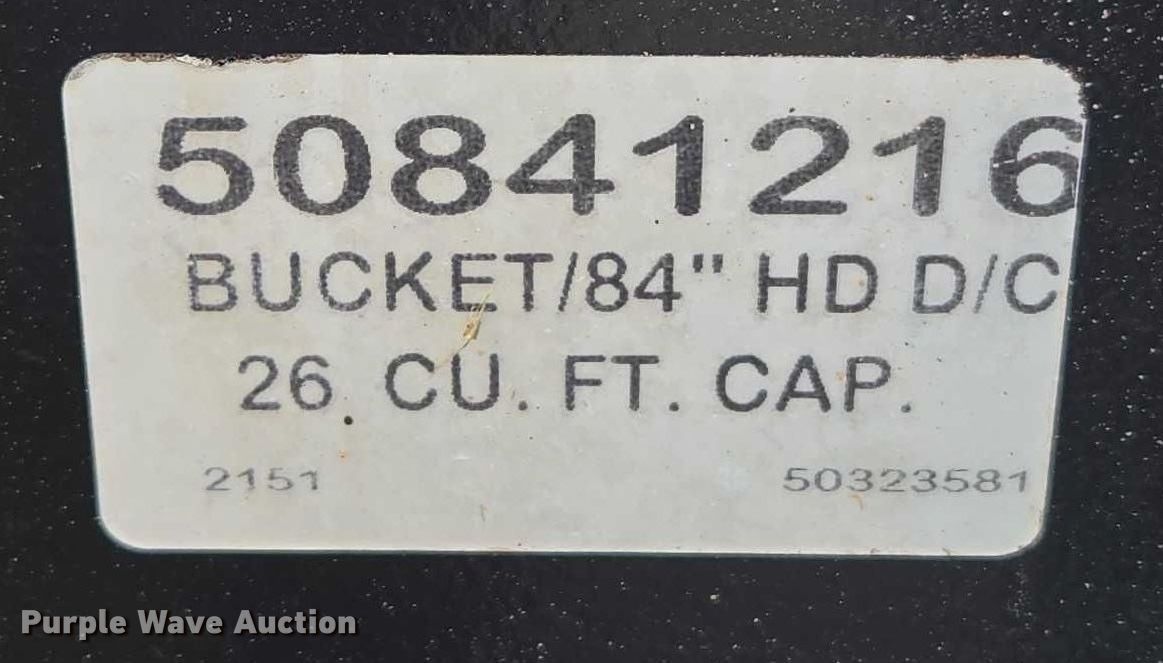 50841216
BUCKET/84" HD D/C
26 CU. FT. CAP.
2151 50323581
Purple Wave Auction